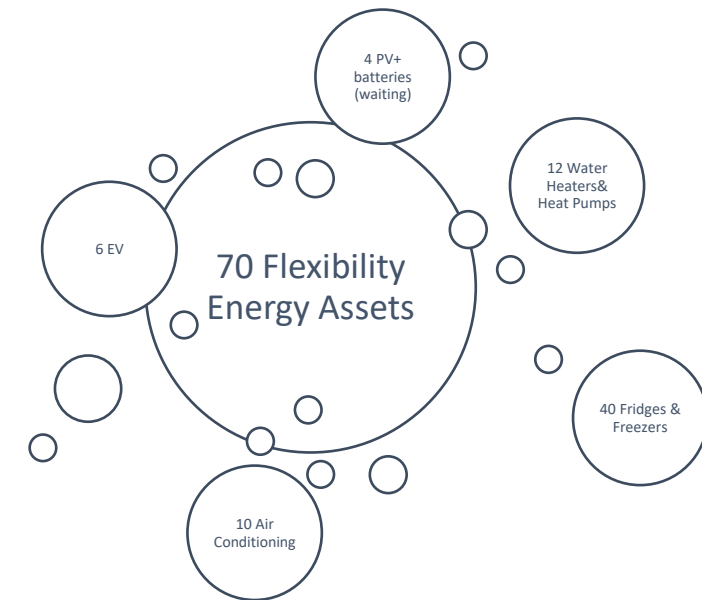 4 PV+
batteries
(waiting)
12 Water
Heaters&
Heat Pumps
6 EV
70 Flexibility
Energy Assets
40 Fridges &
Freezers
10 Air
Conditioning